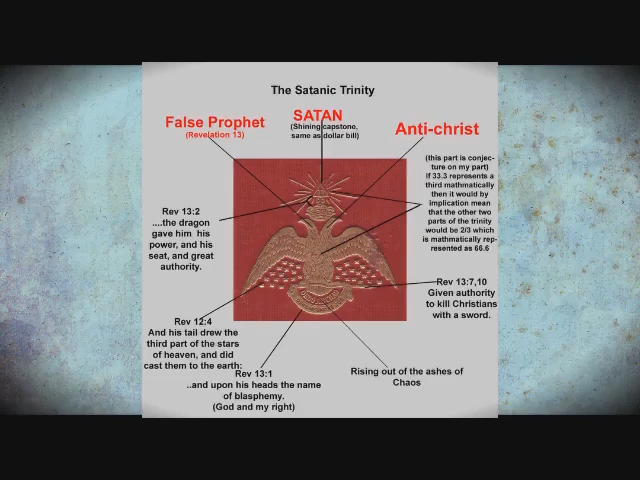 The Satanic Trinity
False Prophet
(Revelation 13)
SATAN
(Shining capstone,
same as dollar bill)
Anti-christ
(this part is conjec-
ture on my part)
If 33.3 represents a
third mathmatically
then it would by
implication mean
that the other two
parts of the trinity
would be 2/3 which
is mathmatically rep-
resented as 66.6
Rev 13:2
....the dragon
gave him his
power, and his
seat, and great
authority.
Rev 13:7,10
Given authority
to kill Christians
with a sword.
Rev 12:4
And his tail drew the
third part of the stars
of heaven, and did
cast them to the earth:
Rev 13:1
..and upon his heads the name
of blasphemy.
(God and my right)
Rising out of the ashes of
Chaos